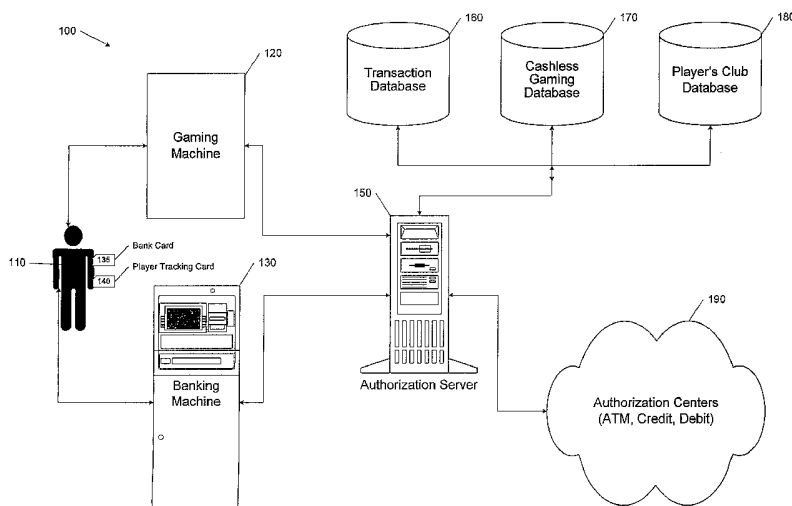 100
120
Gaming
Machine
160
Transaction
Database
170
Cashless
Gaming
Database
180
Player's Club
Database
150
Authorization Server
110
135
Bank Card
140
Player Tracking Card
130
Banking
Machine
190
Authorization Centers
(ATM, Credit, Debit)